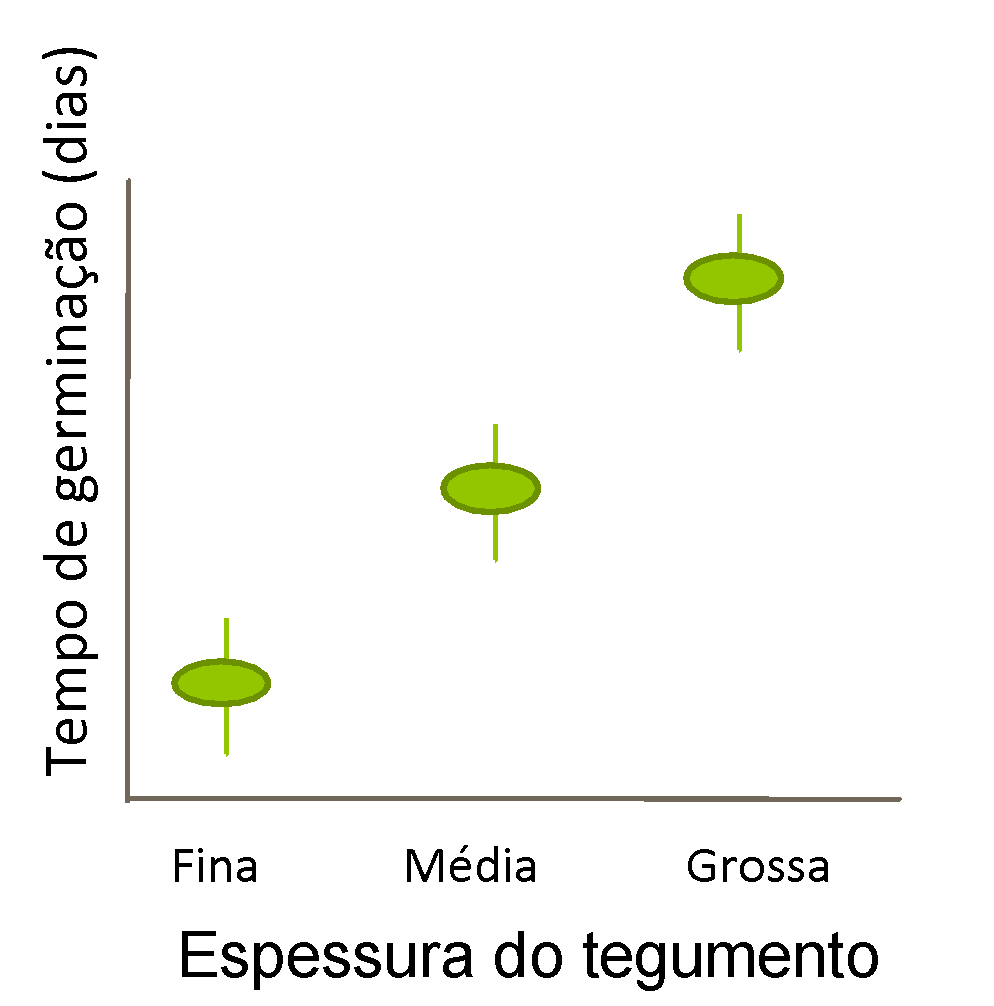 Tempo de germinação (dias)
Fina
Média
Grossa
Espessura do tegumento